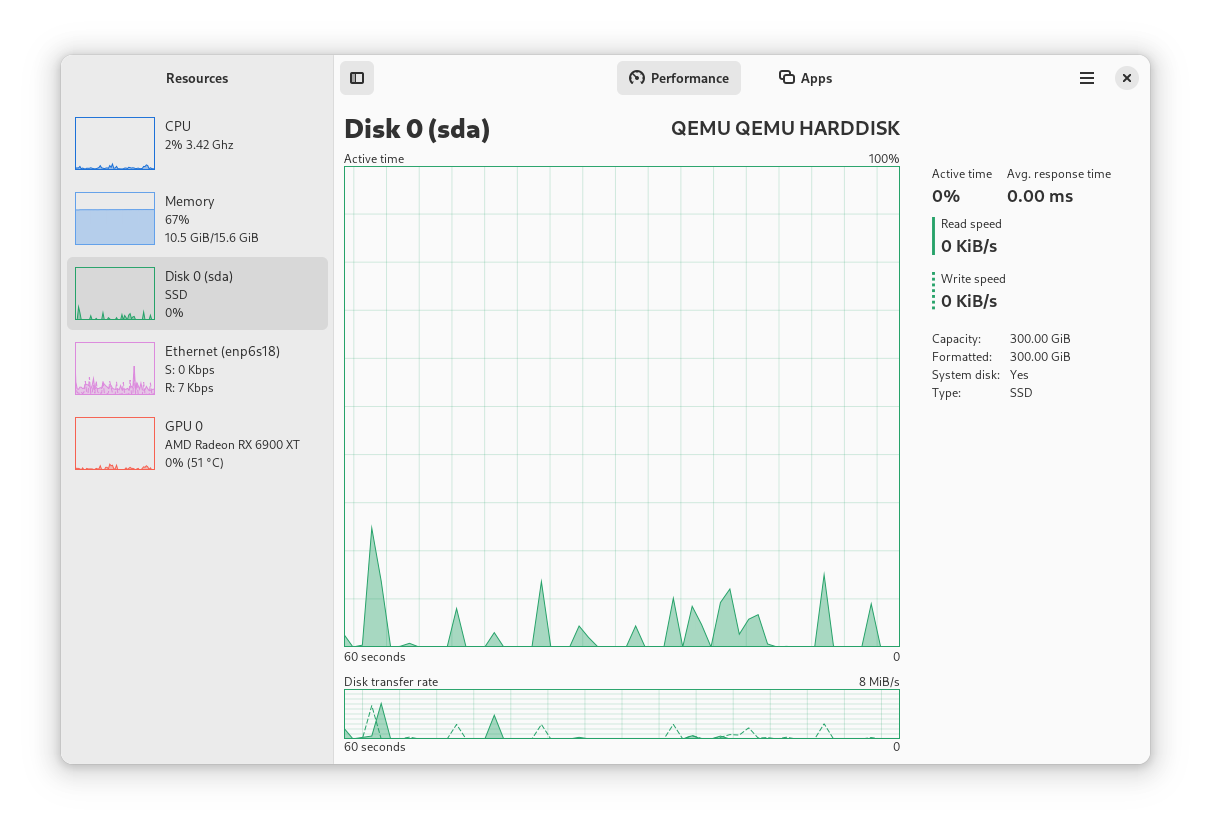 Resources
Performance
Apps
CPU
2% 3.42 Ghz
Memory
67%
10.5 GiB/15.6 GiB
Disk 0 (sda)
SSD
0%
Ethernet (enp6s18)
S: 0 Kbps
R: 7 Kbps
GPU 0
AMD Radeon RX 6900 XT
0% (51 °C)
Disk 0 (sda)
QEMU QEMU HARDDISK
Active time
100%
60 seconds
0
Disk transfer rate
8 MiB/s
60 seconds
0
Active time
0%
Avg. response time
0.00 ms
Read speed
0 KiB/s
Write speed
0 KiB/s
Capacity: 300.00 GiB
Formatted: 300.00 GiB
System disk: Yes
Type: SSD